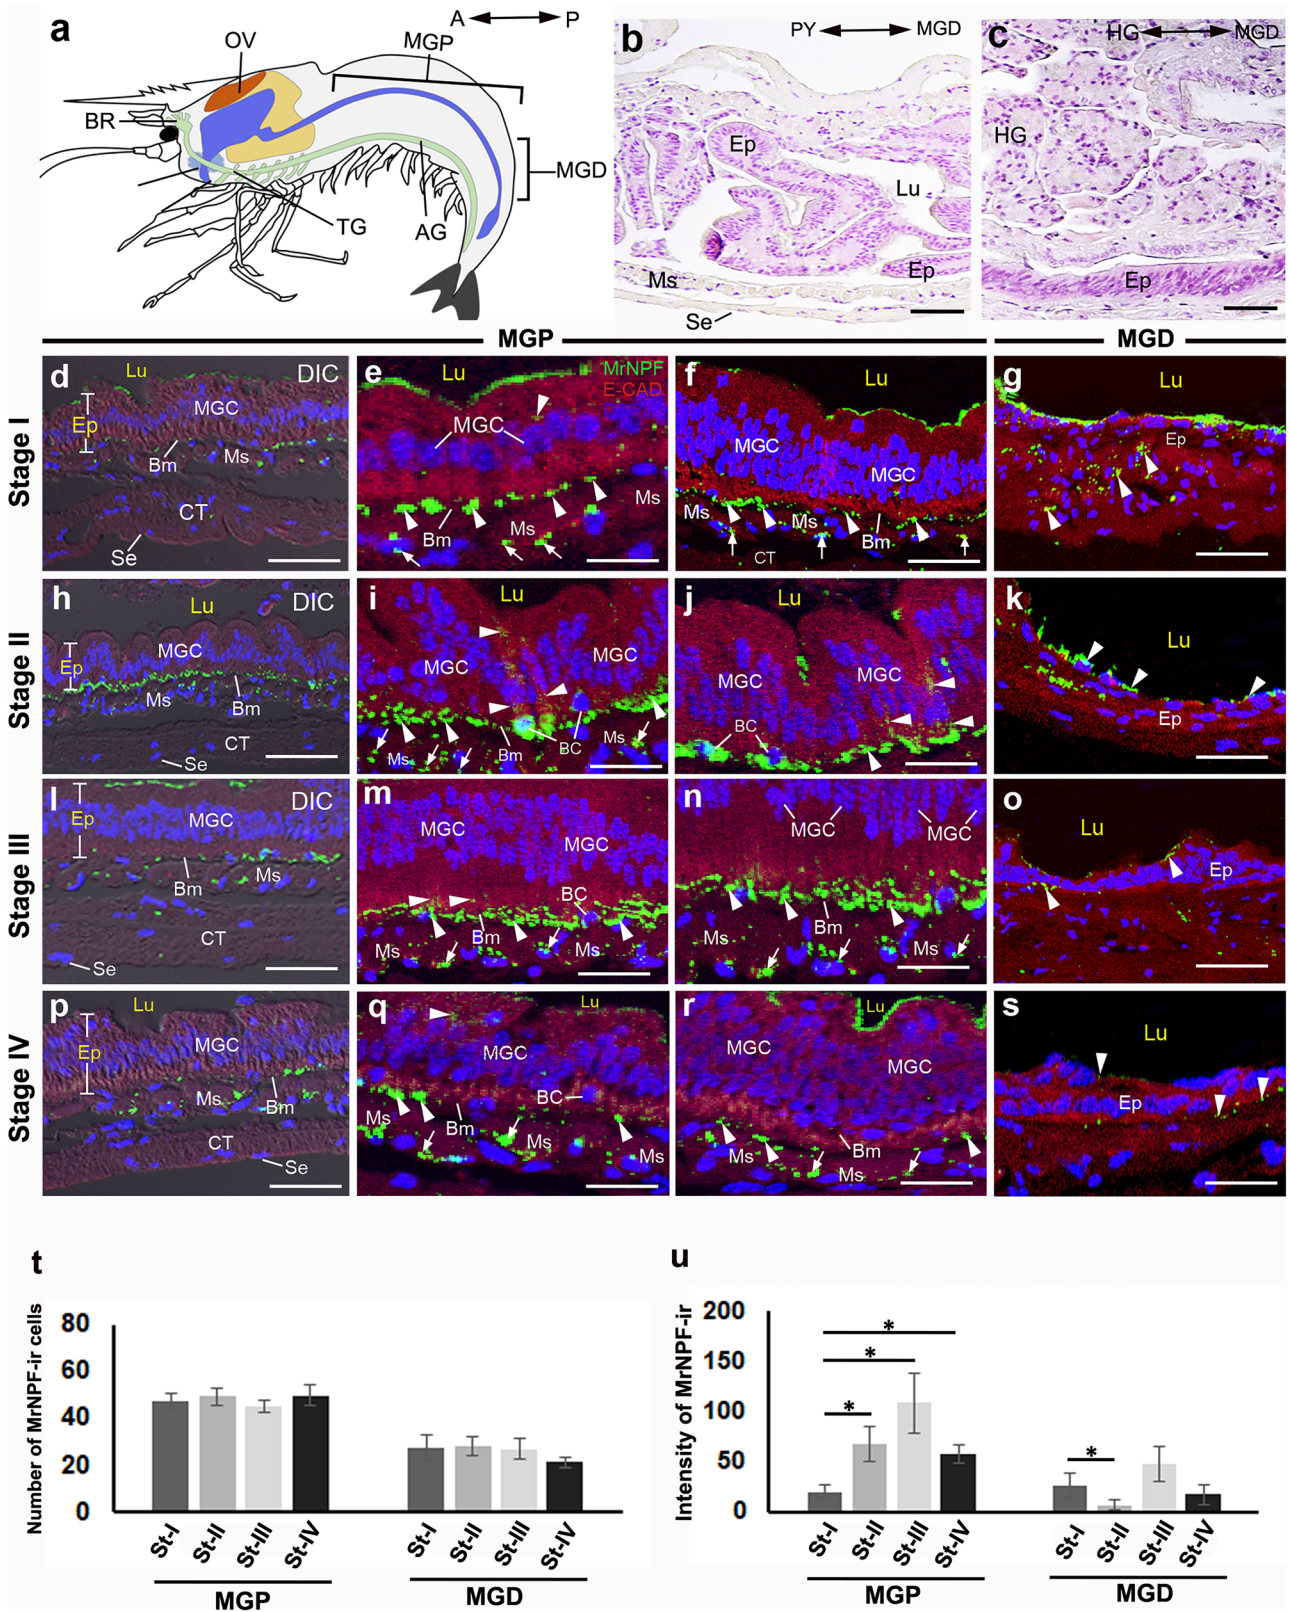 a
A P
OV
MGP
BR
MGD
TG
AG
b
PY MGD
Ep
Lu
Ms
Ep
Se
c
HG MGD
HG
Ep
MGP
MGD
Stage I
d
Lu
DIC
MGC
Ep
Bm
Ms
CT
Se
e
Lu
MrNPF
E-CAD
MGC
Ms
Bm
Ms
f
Lu
MGC
MGC
Ms
Ms
Bm
CT
g
Lu
Ep
Stage II
h
Lu
DIC
MGC
Ep
Ms
Bm
CT
Se
i
Lu
MGC
MGC
Ms
Bm
BC
Ms
j
Lu
MGC
MGC
BC
k
Lu
Ep
Stage III
l
DIC
Ep
MGC
Bm
Ms
CT
Se
m
MGC
MGC
BC
Bm
Ms
Ms
n
MGC
MGC
Ms
Bm
Ms
o
Lu
Ep
Stage IV
p
Lu
Ep
MGC
Ms
Bm
CT
Se
q
Lu
MGC
BC
Ms
Bm
Ms
Ms
r
Lu
MGC
MGC
Bm
Ms
Ms
s
Lu
Ep
t
Number of MrNPF-ir cells
80
60
40
20
0
St-I St-II St-III St-IV St-I St-II St-III St-IV
MGP MGD
u
Intensity of MrNPF-ir
200
150
100
50
0
*
*
*
*
St-I St-II St-III St-IV St-I St-II St-III St-IV
MGP MGD